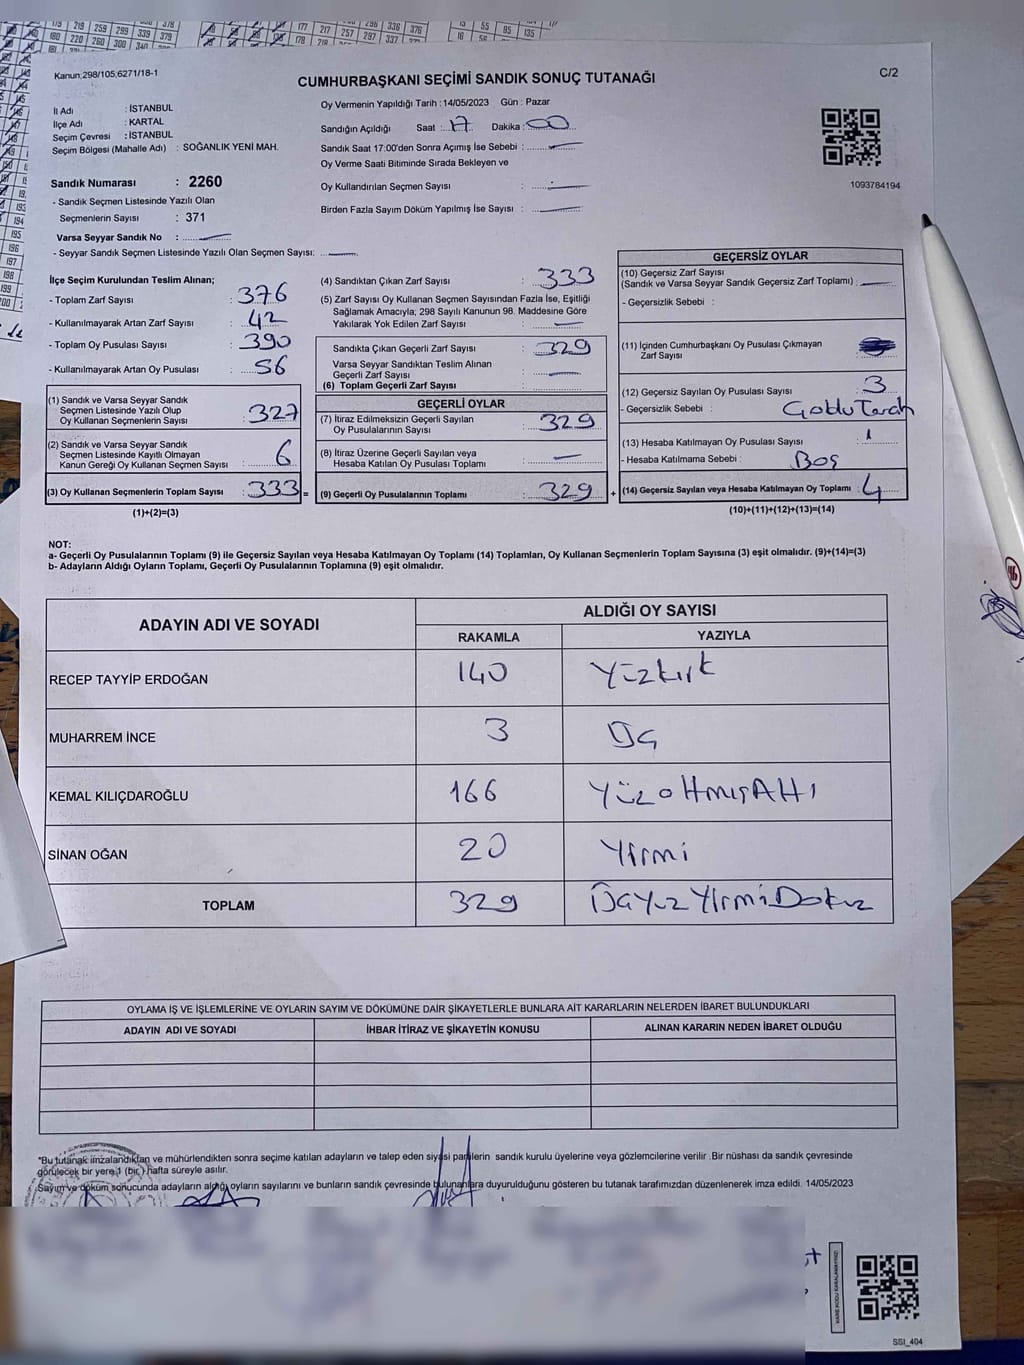 Kanun;298/105;6271/18-1
CUMHURBAŞKANI SEÇİMİ SANDIK SONUÇ TUTANAĞI
C/2
İl Adı : İSTANBUL
İlçe Adı : KARTAL
Seçim Çevresi : İSTANBUL
Seçim Bölgesi (Mahalle Adı) : SOĞANLIK YENİ MAH.
Sandık Numarası : 2260
- Sandık Seçmen Listesinde Yazılı Olan
Seçmenlerin Sayısı : 371
Varsa Seyyar Sandık No :
- Seyyar Sandık Seçmen Listesinde Yazılı Olan Seçmen Sayısı:
Oy Vermenin Yapıldığı Tarih :14/05/2023 Gün : Pazar
Sandığın Açıldığı Saat : 17 Dakika : 00
Sandık Saat 17:00'den Sonra Açımış İse Sebebi :
Oy Verme Saati Bitiminde Sırada Bekleyen ve
Oy Kullandırılan Seçmen Sayısı :
Birden Fazla Sayım Döküm Yapılmış İse Sayısı :
1093784194
İlçe Seçim Kurulundan Teslim Alınan;
- Toplam Zarf Sayısı : 376
- Kullanılmayarak Artan Zarf Sayısı : 42
- Toplam Oy Pusulası Sayısı : 390
- Kullanılmayarak Artan Oy Pusulası : 56
(1) Sandık ve Varsa Seyyar Sandık
Seçmen Listesinde Yazılı Olup
Oy Kullanan Seçmenlerin Sayısı : 327
(2) Sandık ve Varsa Seyyar Sandık
Seçmen Listesinde Kayıtlı Olmayan
Kanun Gereği Oy Kullanan Seçmen Sayısı : 6
(3) Oy Kullanan Seçmenlerin Toplam Sayısı : 333 =
(1)+(2)=(3)
(4) Sandıktan Çıkan Zarf Sayısı : 333
(5) Zarf Sayısı Oy Kullanan Seçmen Sayısından Fazla İse, Eşitliği
Sağlamak Amacıyla; 298 Sayılı Kanunun 98. Maddesine Göre
Yakılarak Yok Edilen Zarf Sayısı :
Sandıkta Çıkan Geçerli Zarf Sayısı : 329
Varsa Seyyar Sandıktan Teslim Alınan
Geçerli Zarf Sayısı :
(6) Toplam Geçerli Zarf Sayısı :
GEÇERLİ OYLAR
(7) İtiraz Edilmeksizin Geçerli Sayılan
Oy Pusulalarının Sayısı : 329
(8) İtiraz Üzerine Geçerli Sayılan veya
Hesaba Katılan Oy Pusulası Toplamı :
(9) Geçerli Oy Pusulalarının Toplamı : 329 +
GEÇERSİZ OYLAR
(10) Geçersiz Zarf Sayısı
(Sandık ve Varsa Seyyar Sandık Geçersiz Zarf Toplamı) :
- Geçersizlik Sebebi :
(11) İçinden Cumhurbaşkanı Oy Pusulası Çıkmayan
Zarf Sayısı :
(12) Geçersiz Sayılan Oy Pusulası Sayısı : 3
- Geçersizlik Sebebi :
(13) Hesaba Katılmayan Oy Pusulası Sayısı : 1
- Hesaba Katılmama Sebebi : Boş
(14) Geçersiz Sayılan veya Hesaba Katılmayan Oy Toplamı : 4
(10)+(11)+(12)+(13)=(14)
NOT:
a- Geçerli Oy Pusulalarının Toplamı (9) ile Geçersiz Sayılan veya Hesaba Katılmayan Oy Toplamı (14) Toplamları, Oy Kullanan Seçmenlerin Toplam Sayısına (3) eşit olmalıdır. (9)+(14)=(3)
b- Adayların Aldığı Oyların Toplamı, Geçerli Oy Pusulalarının Toplamına (9) eşit olmalıdır.
ADAYIN ADI VE SOYADI ALDIĞI OY SAYISI
RAKAMLA YAZIYLA
RECEP TAYYİP ERDOĞAN 140 Yüzkırk
MUHARREM İNCE 3 Üç
KEMAL KILIÇDAROĞLU 166 YüzAltmışAltı
SİNAN OĞAN 20 Yirmi
TOPLAM 329 ÜçYüzYirmiDokuz
OYLAMA İŞ VE İŞLEMLERİNE VE OYLARIN SAYIM VE DÖKÜMÜNE DAİR ŞİKAYETLERLE BUNLARA AİT KARARLARIN NELERDEN İBARET BULUNDUKLARI
ADAYIN ADI VE SOYADI İHBAR İTİRAZ VE ŞİKAYETİN KONUSU ALINAN KARARIN NEDEN İBARET OLDUĞU
"Bu tutanak imzalandıktan ve mühürlendikten sonra seçime katılan adayların ve talep eden siyasi partilerin sandık kurulu üyelerine veya gözlemcilerine verilir .Bir nüshası da sandık çevresinde
görülecek bir yere 1 (bir ) hafta süreyle asılır.
Sayım ve döküm sonucunda adayların aldığı oyların sayılarını ve bunların sandık çevresinde bulunanlara duyurulduğunu gösteren bu tutanak tarafımızdan düzenlenerek imza edildi. 14/05/2023
SSI_404